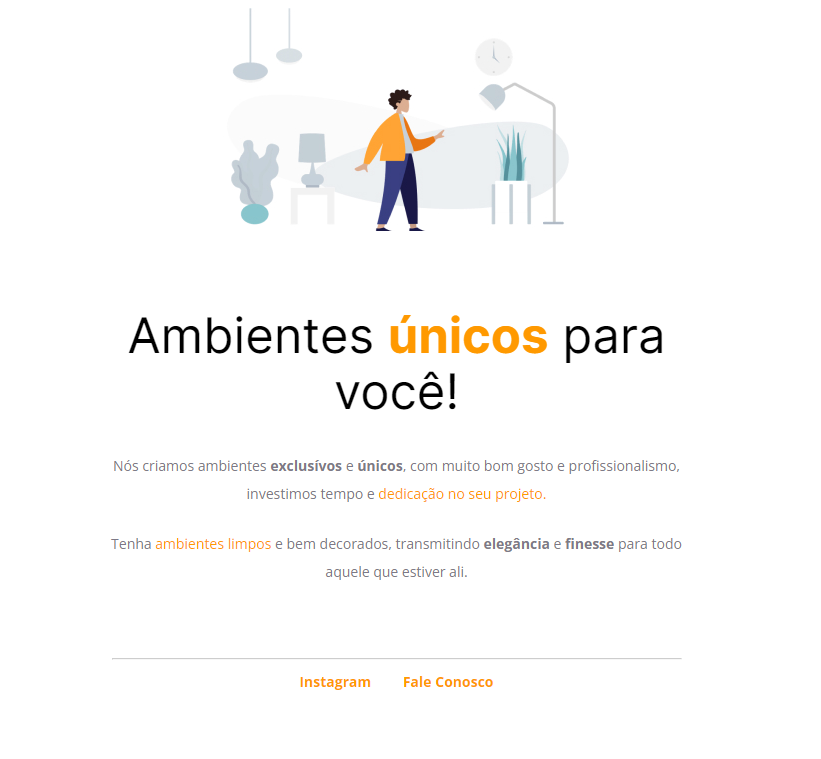 Ambientes únicos para
você!
Nós criamos ambientes exclusívos e únicos, com muito bom gosto e profissionalismo,
investimos tempo e dedicação no seu projeto.
Tenha ambientes limpos e bem decorados, transmitindo elegância e finesse para todo
aquele que estiver ali.
Instagram Fale Conosco